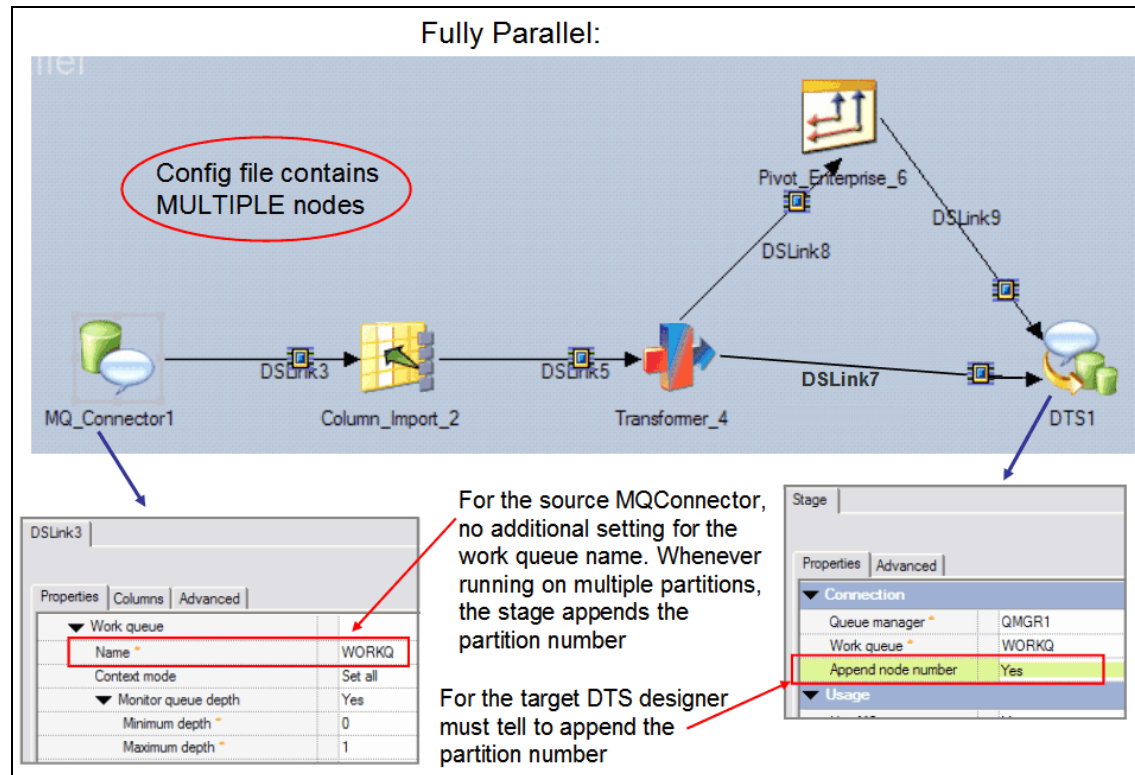 Fully Parallel:
Config file contains
MULTIPLE nodes
Pivot_Enterprise_6
DSLink9
DSLink8
DSLink3
DSLink5
DSLink7
MQ_Connector1
Column_Import_2
Transformer_4
DTS1
For the source MQConnector,
no additional setting for the
work queue name. Whenever
running on multiple partitions,
the stage appends the
partition number
For the target DTS designer
must tell to append the
partition number
DSLink3
Properties Columns Advanced
Work queue
Name * WORKQ
Context mode Set all
Monitor queue depth Yes
Minimum depth * 0
Maximum depth * 1
Stage
Properties Advanced
Connection
Queue manager * QMGR1
Work queue * WORKQ
Append node number Yes
Usage